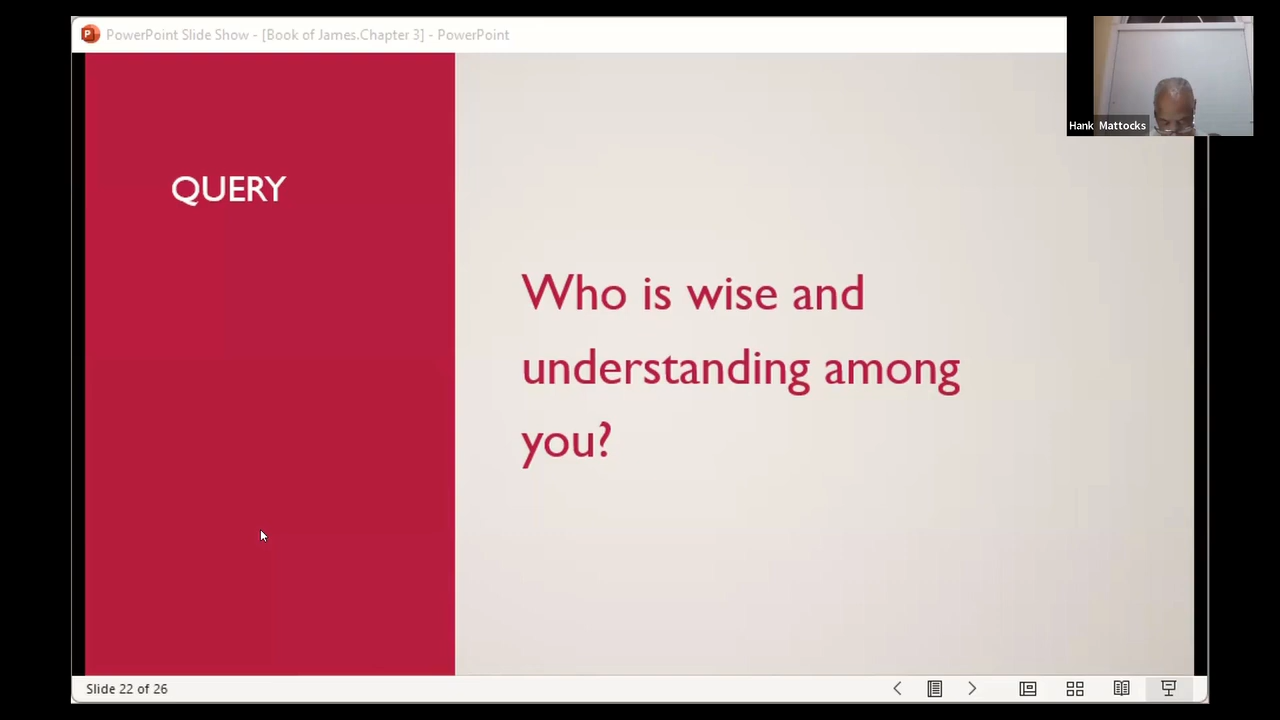 PowerPoint Slide Show - [Book of James.Chapter 3] - PowerPoint
Hank Mattocks
QUERY
Who is wise and
understanding among
you?
Slide 22 of 26